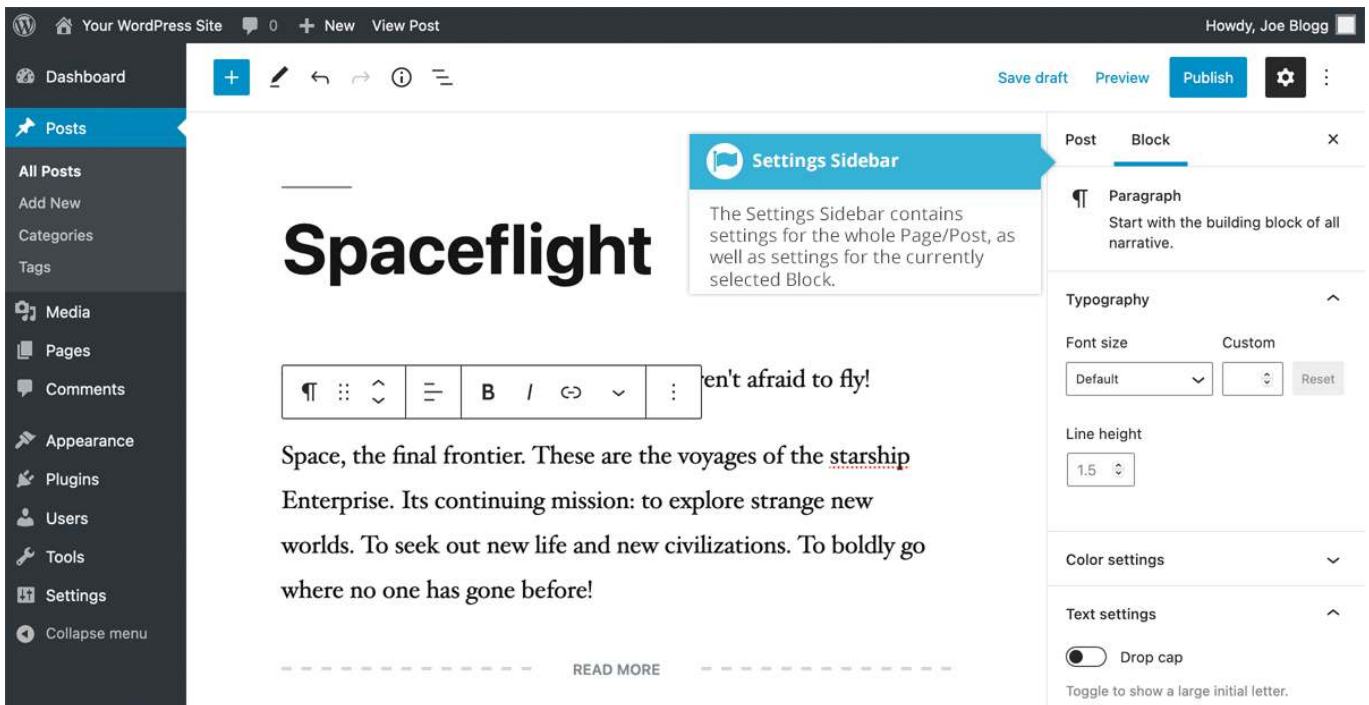 Your WordPress Site 0 + New View Post Howdy, Joe Blogg
Dashboard
Posts
All Posts
Add New
Categories
Tags
Media
Pages
Comments
Appearance
Plugins
Users
Tools
Settings
Collapse menu
Save draft Preview Publish
Spaceflight
Settings Sidebar
The Settings Sidebar contains
settings for the whole Page/Post, as
well as settings for the currently
selected Block.
B I
afraid to fly!
Space, the final frontier. These are the voyages of the starship
Enterprise. Its continuing mission: to explore strange new
worlds. To seek out new life and new civilizations. To boldly go
where no one has gone before!
READ MORE
Post Block
Paragraph
Start with the building block of all
narrative.
Typography
Font size Custom
Default Reset
Line height
1.5
Color settings
Text settings
Drop cap
Toggle to show a large initial letter.